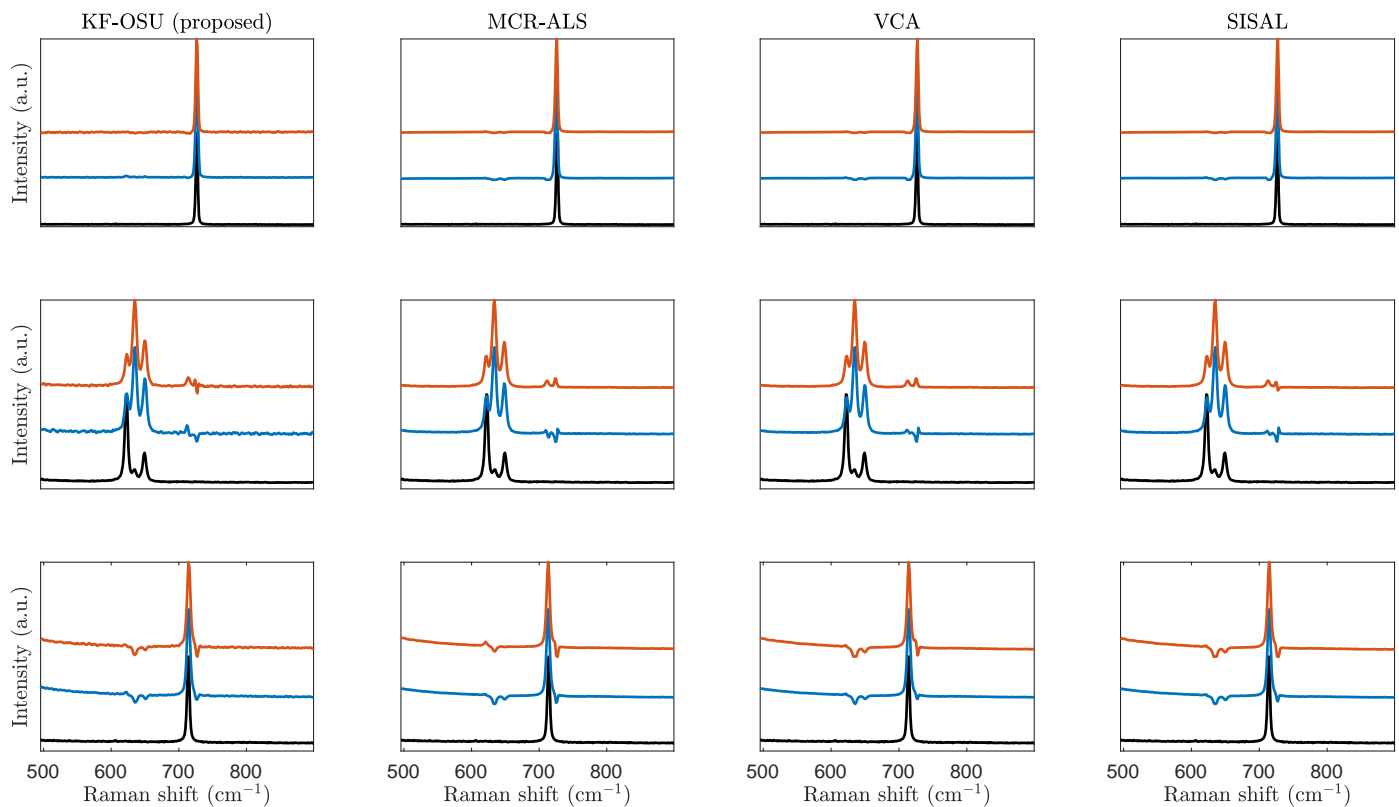 KF-OSU (proposed) MCR-ALS VCA SISAL
Intensity (a.u.)
Intensity (a.u.)
Intensity (a.u.)
500 600 700 800 500 600 700 800 500 600 700 800 500 600 700 800
Raman shift (cm⁻¹) Raman shift (cm⁻¹) Raman shift (cm⁻¹) Raman shift (cm⁻¹)